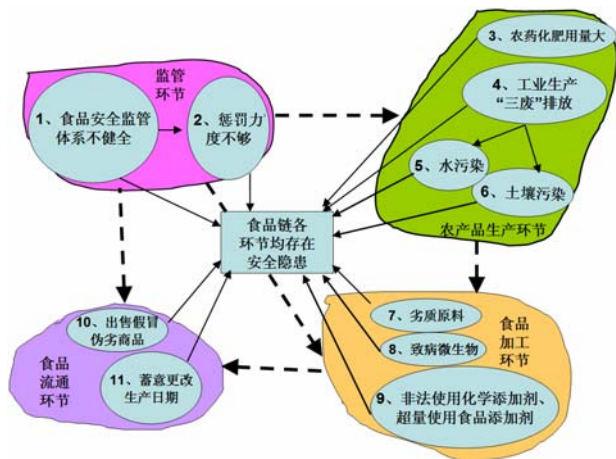 监管
环节
1、食品安全监管
体系不健全
2、惩罚力
度不够
3、农药化肥用量大
4、工业生产
“三废”排放
5、水污染
6、土壤污染
农产品生产环节
食品链各
环节均存在
安全隐患
7、劣质原料
8、致病微生物
9、非法使用化学添加剂、
超量使用食品添加剂
食品
加工
环节
10、出售假冒
伪劣商品
11、蓄意更改
生产日期
食品
流通
环节